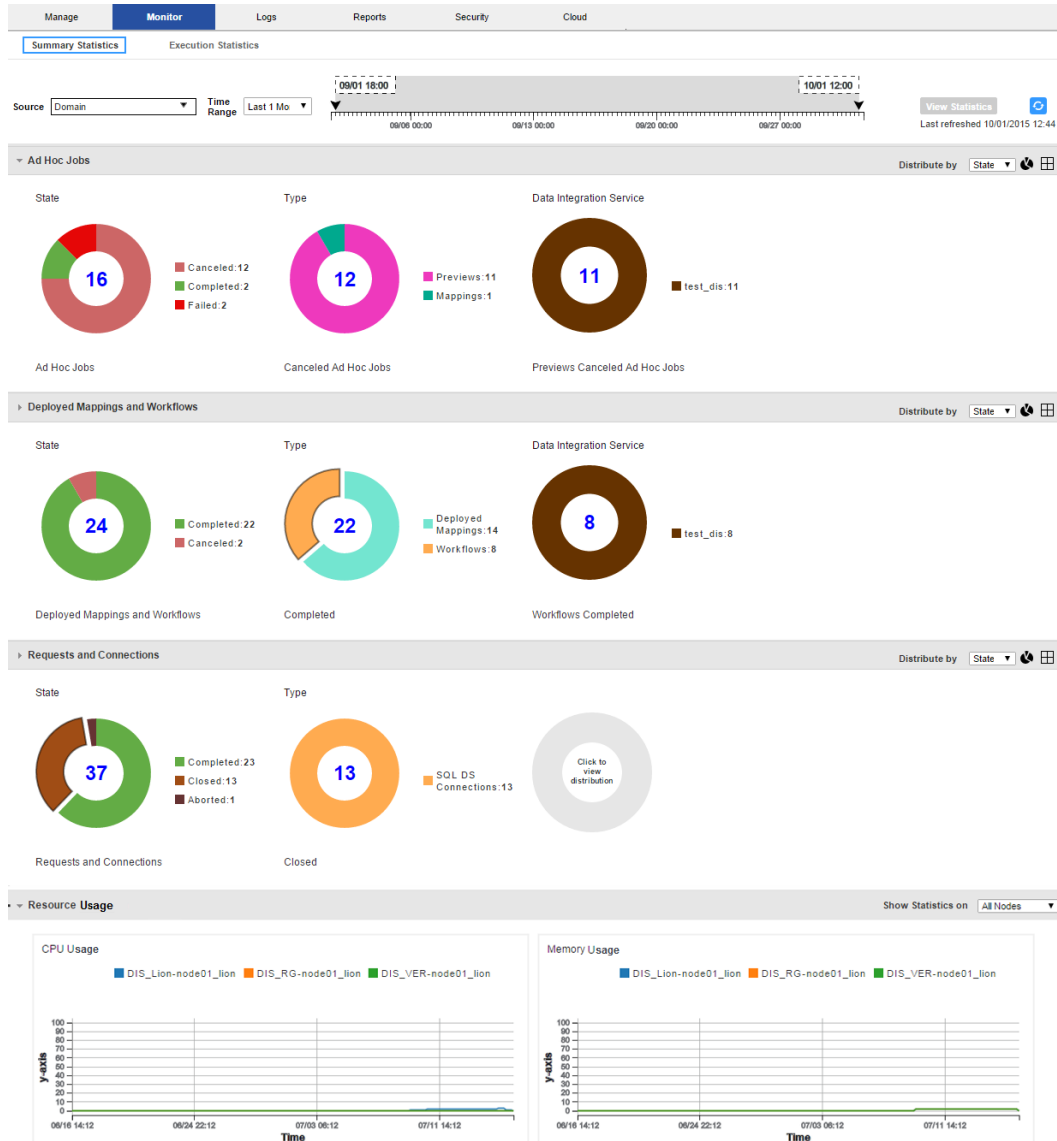 Manage Monitor Logs Reports Security Cloud
Summary Statistics Execution Statistics
09/01 18:00 10/01 12:00
Source Domain Time Range Last 1 Mo View Statistics
09/06 00:00 09/13 00:00 09/20 00:00 09/27 00:00 Last refreshed 10/01/2015 12:44
Ad Hoc Jobs Distribute by State
State Type Data Integration Service
16 Canceled:12 Completed:2 Failed:2
12 Previews:11 Mappings:1
11 test_dis:11
Ad Hoc Jobs Canceled Ad Hoc Jobs Previews Canceled Ad Hoc Jobs
Deployed Mappings and Workflows Distribute by State
State Type Data Integration Service
24 Completed:22 Canceled:2
22 Deployed Mappings:14 Workflows:8
8 test_dis:8
Deployed Mappings and Workflows Completed Workflows Completed
Requests and Connections Distribute by State
State Type
37 Completed:23 Closed:13 Aborted:1
13 SQL DS Connections:13
Click to view distribution
Requests and Connections Closed
Resource Usage Show Statistics on All Nodes
CPU Usage
DIS_Lion-node01_lion DIS_RG-node01_lion DIS_VER-node01_lion
100
90
80
70
60
50
40
30
20
10
0
y-axis
06/16 14:12 06/24 22:12 07/03 06:12 07/11 14:12
Time
Memory Usage
DIS_Lion-node01_lion DIS_RG-node01_lion DIS_VER-node01_lion
100
90
80
70
60
50
40
30
20
10
0
y-axis
06/16 14:12 06/24 22:12 07/03 06:12 07/11 14:12
Time